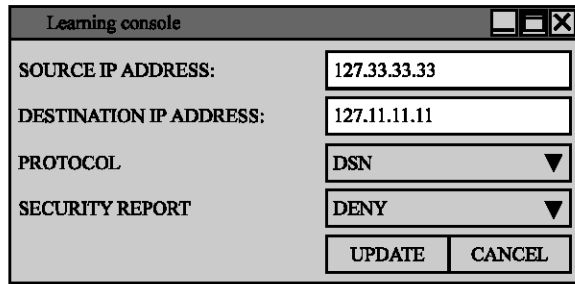 Learning console
SOURCE IP ADDRESS: 127.33.33.33
DESTINATION IP ADDRESS: 127.11.11.11
PROTOCOL DSN
SECURITY REPORT DENY
UPDATE CANCEL